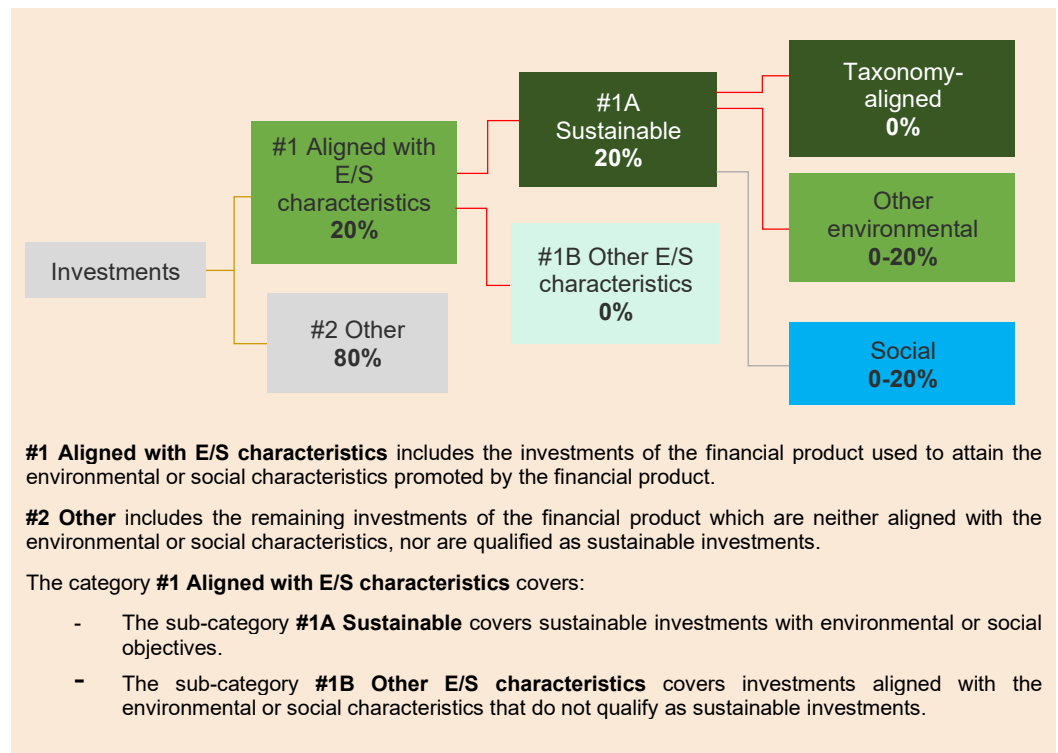 Investments
#1 Aligned with
E/S
characteristics
20%
#2 Other
80%
#1A
Sustainable
20%
#1B Other E/S
characteristics
0%
Taxonomy-
aligned
0%
Other
environmental
0-20%
Social
0-20%
#1 Aligned with E/S characteristics includes the investments of the financial product used to attain the
environmental or social characteristics promoted by the financial product.
#2 Other includes the remaining investments of the financial product which are neither aligned with the
environmental or social characteristics, nor are qualified as sustainable investments.
The category #1 Aligned with E/S characteristics covers:
- The sub-category #1A Sustainable covers sustainable investments with environmental or social
objectives.
- The sub-category #1B Other E/S characteristics covers investments aligned with the
environmental or social characteristics that do not qualify as sustainable investments.